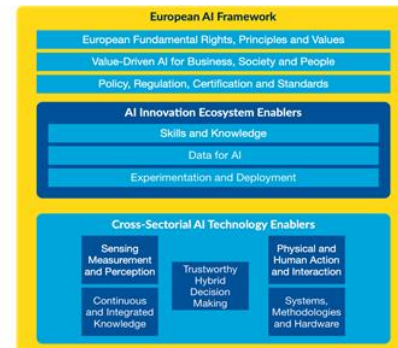 European AI Framework
European Fundamental Rights, Principles and Values
Value-Driven AI for Business, Society and People
Policy, Regulation, Certification and Standards
AI Innovation Ecosystem Enablers
Skills and Knowledge
Data for AI
Experimentation and Deployment
Cross-Sectorial AI Technology Enablers
Sensing
Measurement
and Perception
Continuous
and Integrated
Knowledge
Trustworthy
Hybrid
Decision
Making
Physical and
Human Action
and Interaction
Systems,
Methodologies
and Hardware